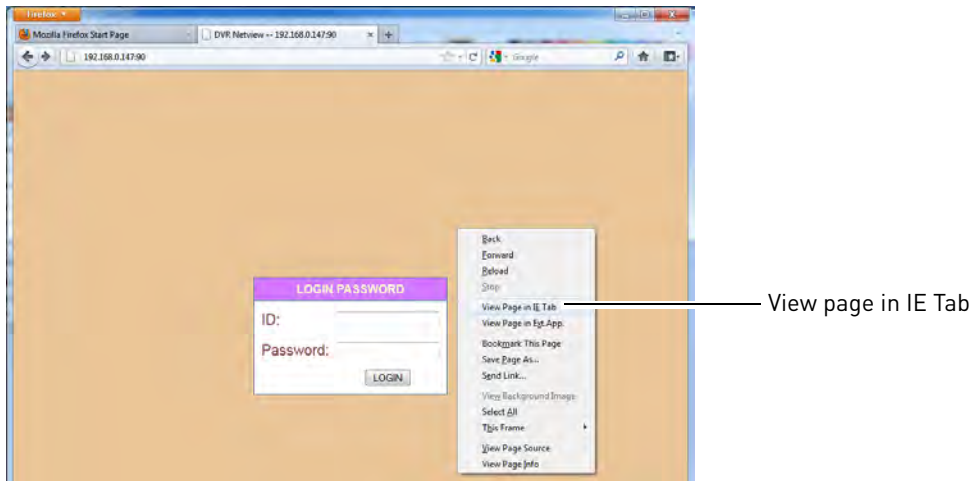 Firefox
Mozilla Firefox Start Page
DVR Netview -- 192.168.0.147:90
192.168.0.147:90
Google
Back
Forward
Reload
Stop
LOGIN PASSWORD
View Page in IE Tab
View page in IE Tab
ID:
View Page in Ext.App.
Bookmark This Page
Password:
Save Page As...
LOGIN
Send Link...
View Background Image
Select All
This Frame
View Page Source
View Page Info